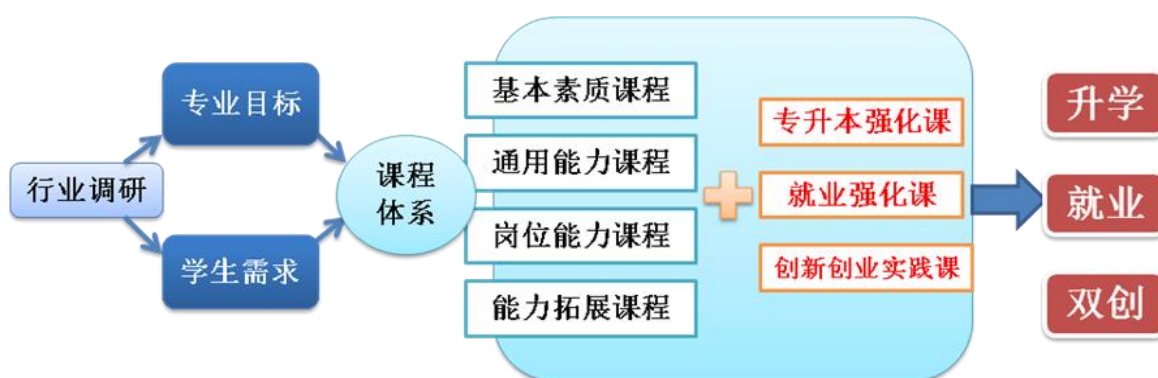 行业调研
专业目标
学生需求
课程
体系
基本素质课程
通用能力课程
岗位能力课程
能力拓展课程
专升本强化课
就业强化课
创新创业实践课
升学
就业
双创